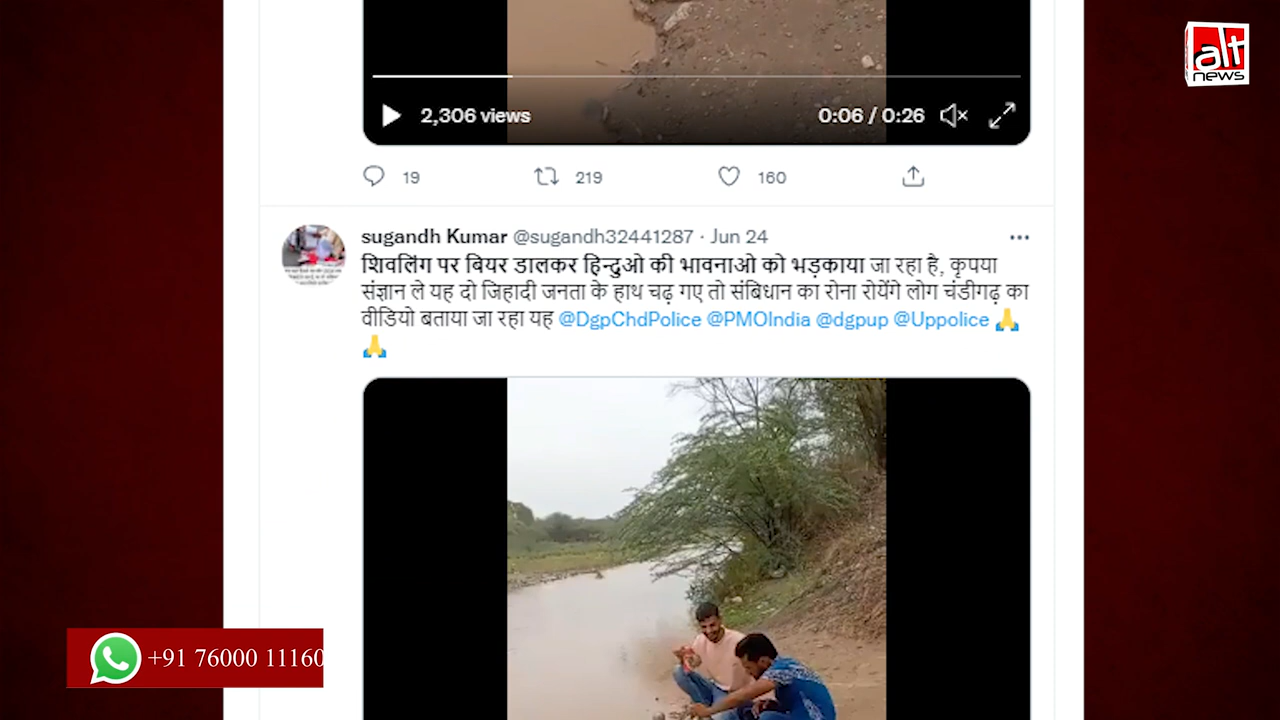 alt
news
2,306 views
0:06 / 0:26
19
219
160
sugandh Kumar @sugandh32441287 · Jun 24
शिवलिंग पर बियर डालकर हिन्दुओ की भावनाओ को भड़काया जा रहा है, कृपया
संज्ञान ले यह दो जिहादी जनता के हाथ चढ़ गए तो संबिधान का रोना रोयेंगे लोग चंडीगढ़ का
वीडियो बताया जा रहा यह @DgpChdPolice @PMOIndia @dgpup @Uppolice 🙏
🙏
+91 76000 11160